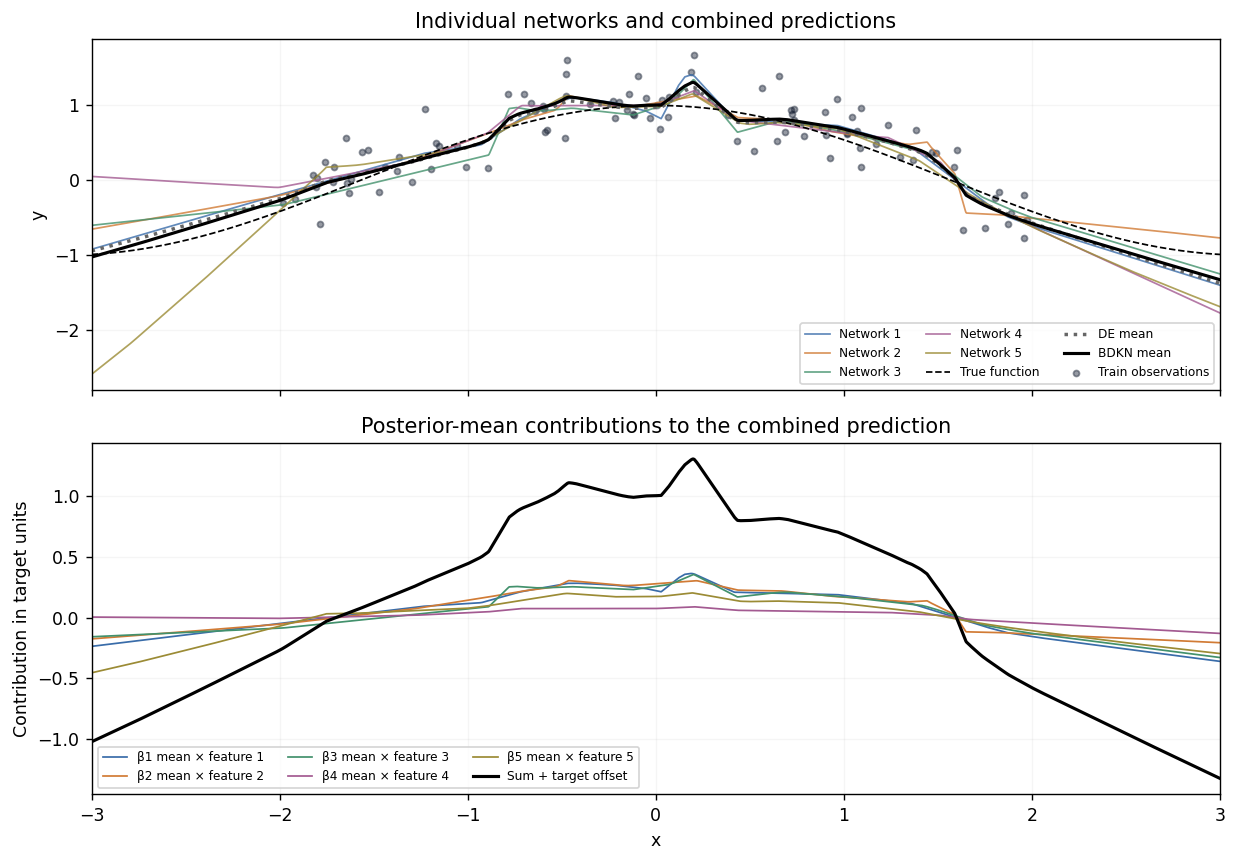 Individual networks and combined predictions
y
1
0
−1
−2
Network 1
Network 2
Network 3
Network 4
Network 5
True function
DE mean
BDKN mean
Train observations
Posterior-mean contributions to the combined prediction
Contribution in target units
1.0
0.5
0.0
−0.5
−1.0
β1 mean × feature 1
β2 mean × feature 2
β3 mean × feature 3
β4 mean × feature 4
β5 mean × feature 5
Sum + target offset
−3 −2 −1 0 1 2 3
x